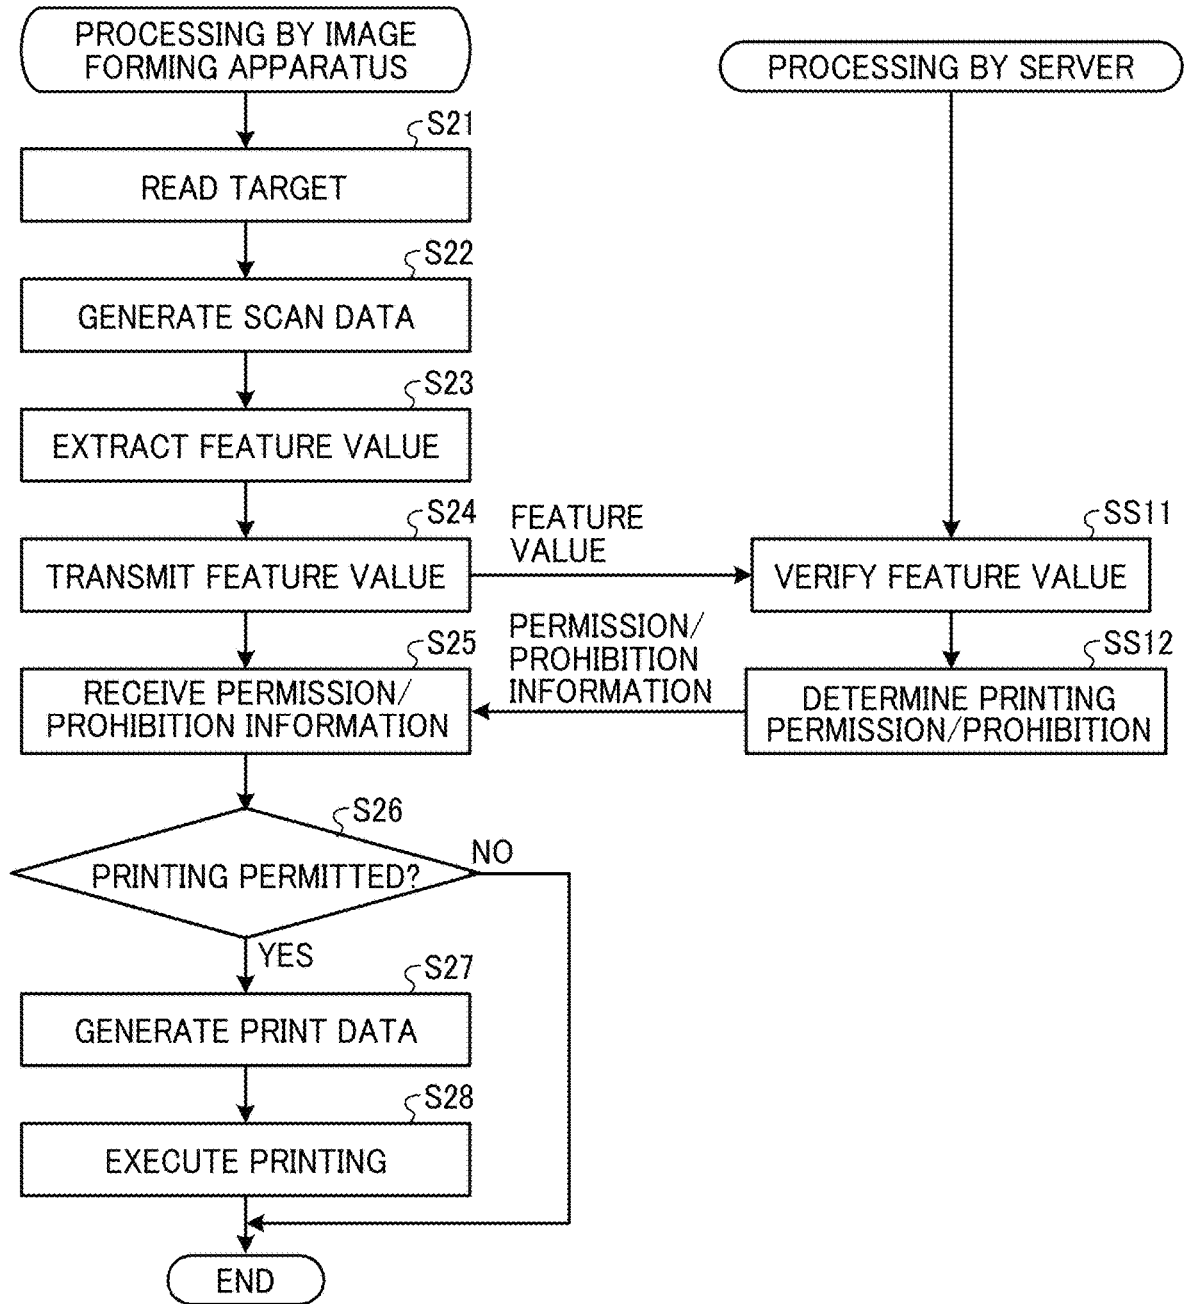 PROCESSING BY IMAGE
FORMING APPARATUS
PROCESSING BY SERVER
S21
READ TARGET
S22
GENERATE SCAN DATA
S23
EXTRACT FEATURE VALUE
S24
TRANSMIT FEATURE VALUE
FEATURE
VALUE
SS11
VERIFY FEATURE VALUE
S25
RECEIVE PERMISSION/
PROHIBITION INFORMATION
PERMISSION/
PROHIBITION
INFORMATION
SS12
DETERMINE PRINTING
PERMISSION/PROHIBITION
S26
PRINTING PERMITTED?
NO
YES
S27
GENERATE PRINT DATA
S28
EXECUTE PRINTING
END